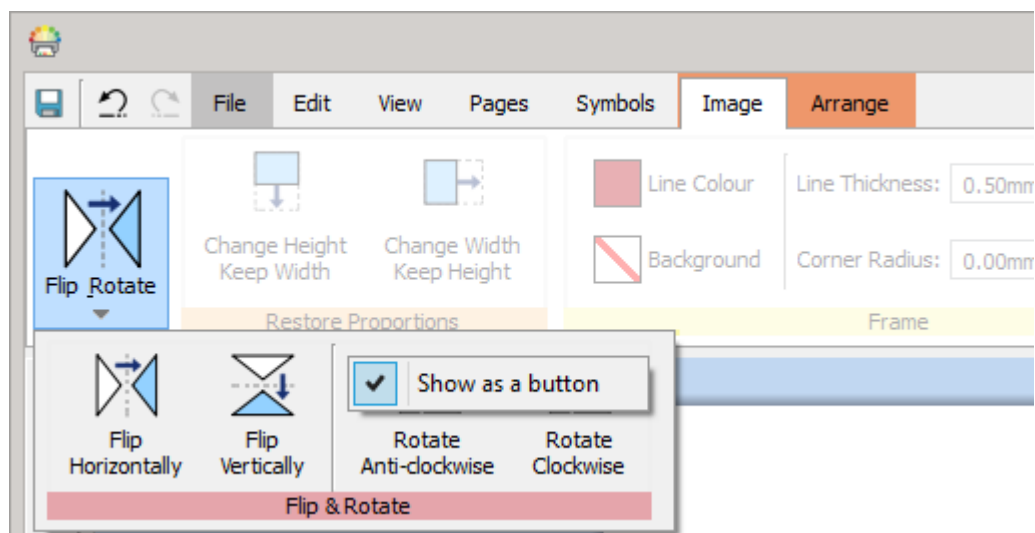 File Edit View Pages Symbols Image Arrange
Line Colour Line Thickness: 0.50mm
Change Height Change Width
Keep Width Keep Height
Background Corner Radius: 0.00mm
Flip Rotate
Restore Proportions Frame
Show as a button
Flip Flip Rotate Rotate
Horizontally Vertically Anti-clockwise Clockwise
Flip & Rotate